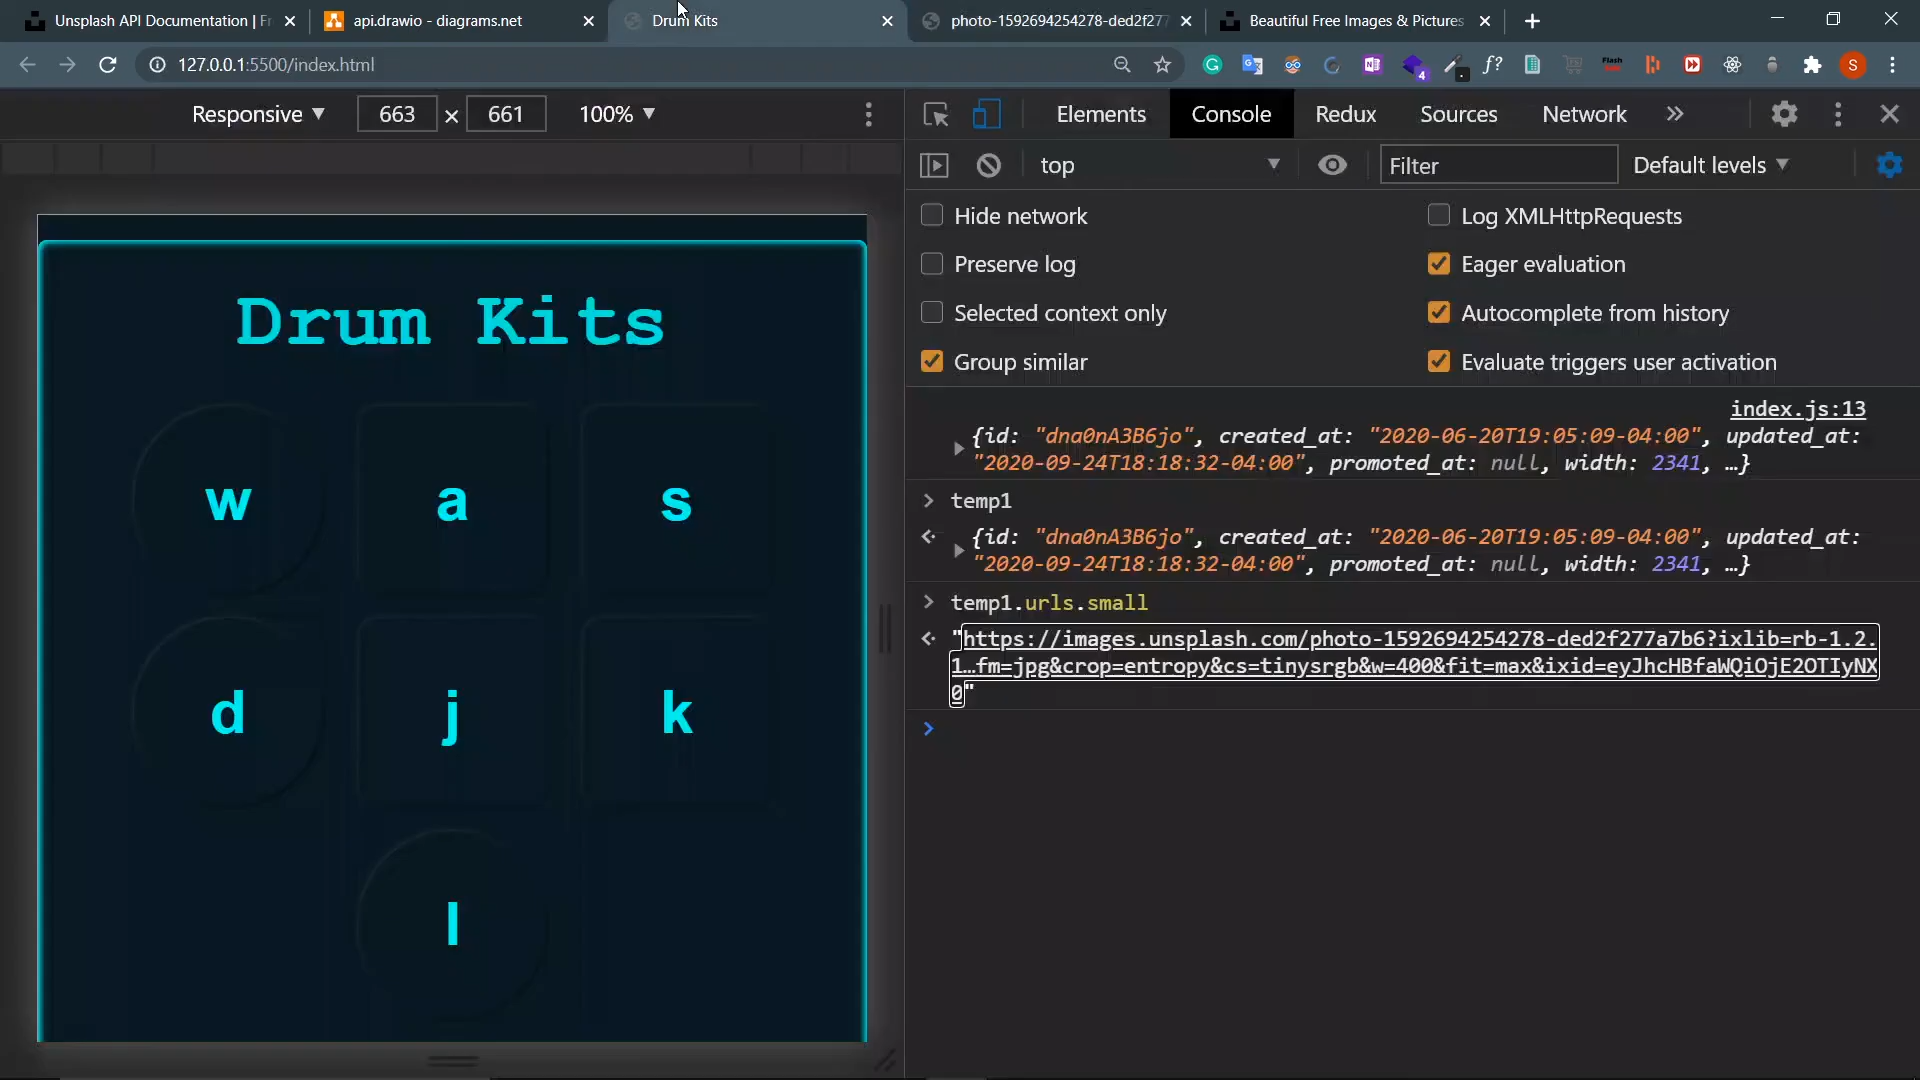 Unsplash API Documentation | Fr
api.drawio - diagrams.net
Drum Kits
photo-1592694254278-ded2f277
Beautiful Free Images & Pictures
127.0.0.1:5500/index.html
4
f?
Flash
S
Responsive
663
×
661
100%
Elements
Console
Redux
Sources
Network
top
Filter
Default levels
Hide network
Log XMLHttpRequests
Preserve log
Eager evaluation
Selected context only
Autocomplete from history
Group similar
Evaluate triggers user activation
Drum Kits
w
a
s
d
j
k
l
index.js:13
{id: "dna0nA3B6jo", created_at: "2020-06-20T19:05:09-04:00", updated_at:
"2020-09-24T18:18:32-04:00", promoted_at: null, width: 2341, …}
temp1
{id: "dna0nA3B6jo", created_at: "2020-06-20T19:05:09-04:00", updated_at:
"2020-09-24T18:18:32-04:00", promoted_at: null, width: 2341, …}
temp1.urls.small
"https://images.unsplash.com/photo-1592694254278-ded2f277a7b6?ixlib=rb-1.2.
1…fm=jpg&crop=entropy&cs=tinysrgb&w=400&fit=max&ixid=eyJhcHBfaWQiOjE2OTIyNX
0"